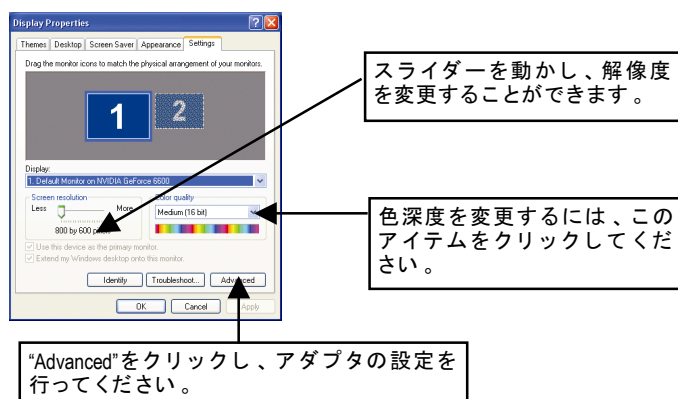 Display Properties
Themes Desktop Screen Saver Appearance Settings
Drag the monitor icons to match the physical arrangement of your monitors.
1 2
Display:
1. Default Monitor on NVIDIA GeForce 6600
Screen resolution
Less More
800 by 600
Color quality
Medium (16 bit)
Use this device as the primary monitor.
Extend my Windows desktop onto this monitor.
Identify Troubleshoot... Advanced
OK Cancel Apply
スライダーを動かし、解像度
を変更することができます。
色深度を変更するには、この
アイテムをクリックしてくだ
さい。
“Advanced”をクリックし、アダプタの設定を
行ってください。